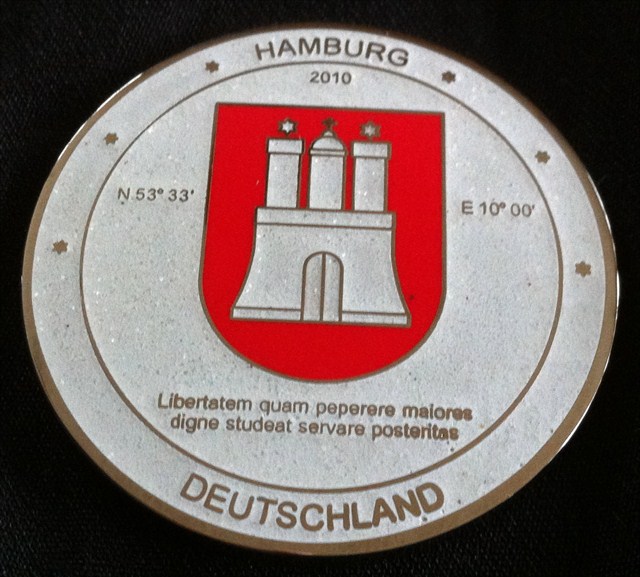 HAMBURG
2010
N 53° 33'
E 10° 00'
Libertatem quam peperere maiores
digne studeat servare posteritas
DEUTSCHLAND